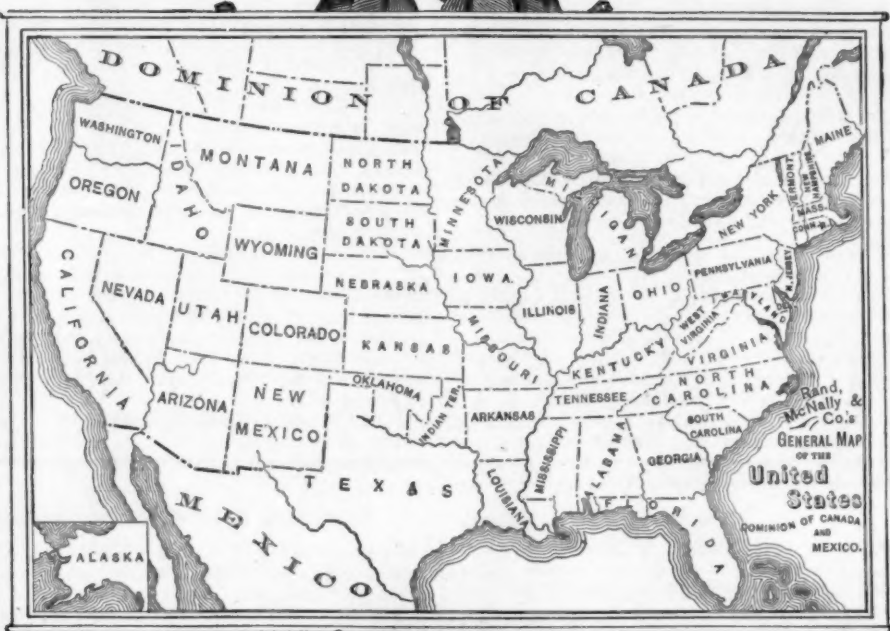 DOMINION OF CANADA
WASHINGTON
OREGON
IDAHO
MONTANA
NORTH
DAKOTA
SOUTH
DAKOTA
WYOMING
MINNESOTA
WISCONSIN
MICHIGAN
CALIFORNIA
NEVADA
UTAH
COLORADO
NEBRASKA
IOWA
ILLINOIS
INDIANA
OHIO
PENNSYLVANIA
NEW YORK
VERMONT
NEW
HAMPSHIRE
MAINE
MASS.
CONN.
R.I.
N.JERSEY
MARYLAND
WEST
VIRGINIA
VIRGINIA
KENTUCKY
MISSOURI
KANSAS
ARIZONA
NEW
MEXICO
OKLAHOMA
INDIAN TER.
ARKANSAS
TENNESSEE
NORTH
CAROLINA
SOUTH
CAROLINA
GEORGIA
ALABAMA
MISSISSIPPI
LOUISIANA
TEXAS
FLORIDA
MEXICO
ALASKA
Rand,
McNally &
Co.'s
GENERAL MAP
OF THE
United
States
DOMINION OF CANADA
AND
MEXICO.